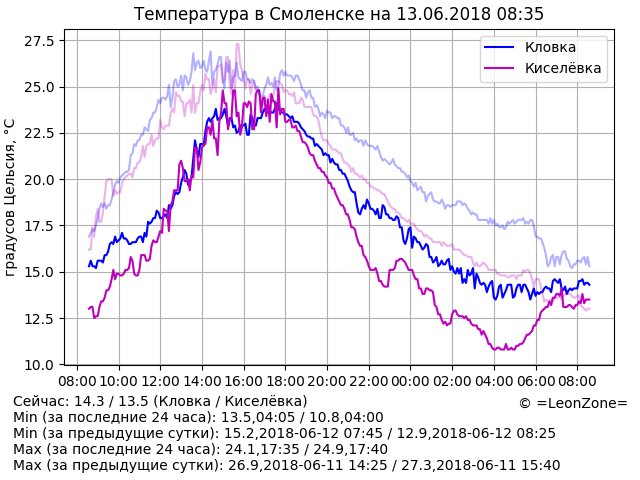 Температура в Смоленске на 13.06.2018 08:35
градусов Цельсия, °C
27.5
25.0
22.5
20.0
17.5
15.0
12.5
10.0
Кловка
Киселёвка
08:00 10:00 12:00 14:00 16:00 18:00 20:00 22:00 00:00 02:00 04:00 06:00 08:00
Сейчас: 14.3 / 13.5 (Кловка / Киселёвка)
© =LeonZone=
Min (за последние 24 часа): 13.5,04:05 / 10.8,04:00
Min (за предыдущие сутки): 15.2,2018-06-12 07:45 / 12.9,2018-06-12 08:25
Max (за последние 24 часа): 24.1,17:35 / 24.9,17:40
Max (за предыдущие сутки): 26.9,2018-06-11 14:25 / 27.3,2018-06-11 15:40